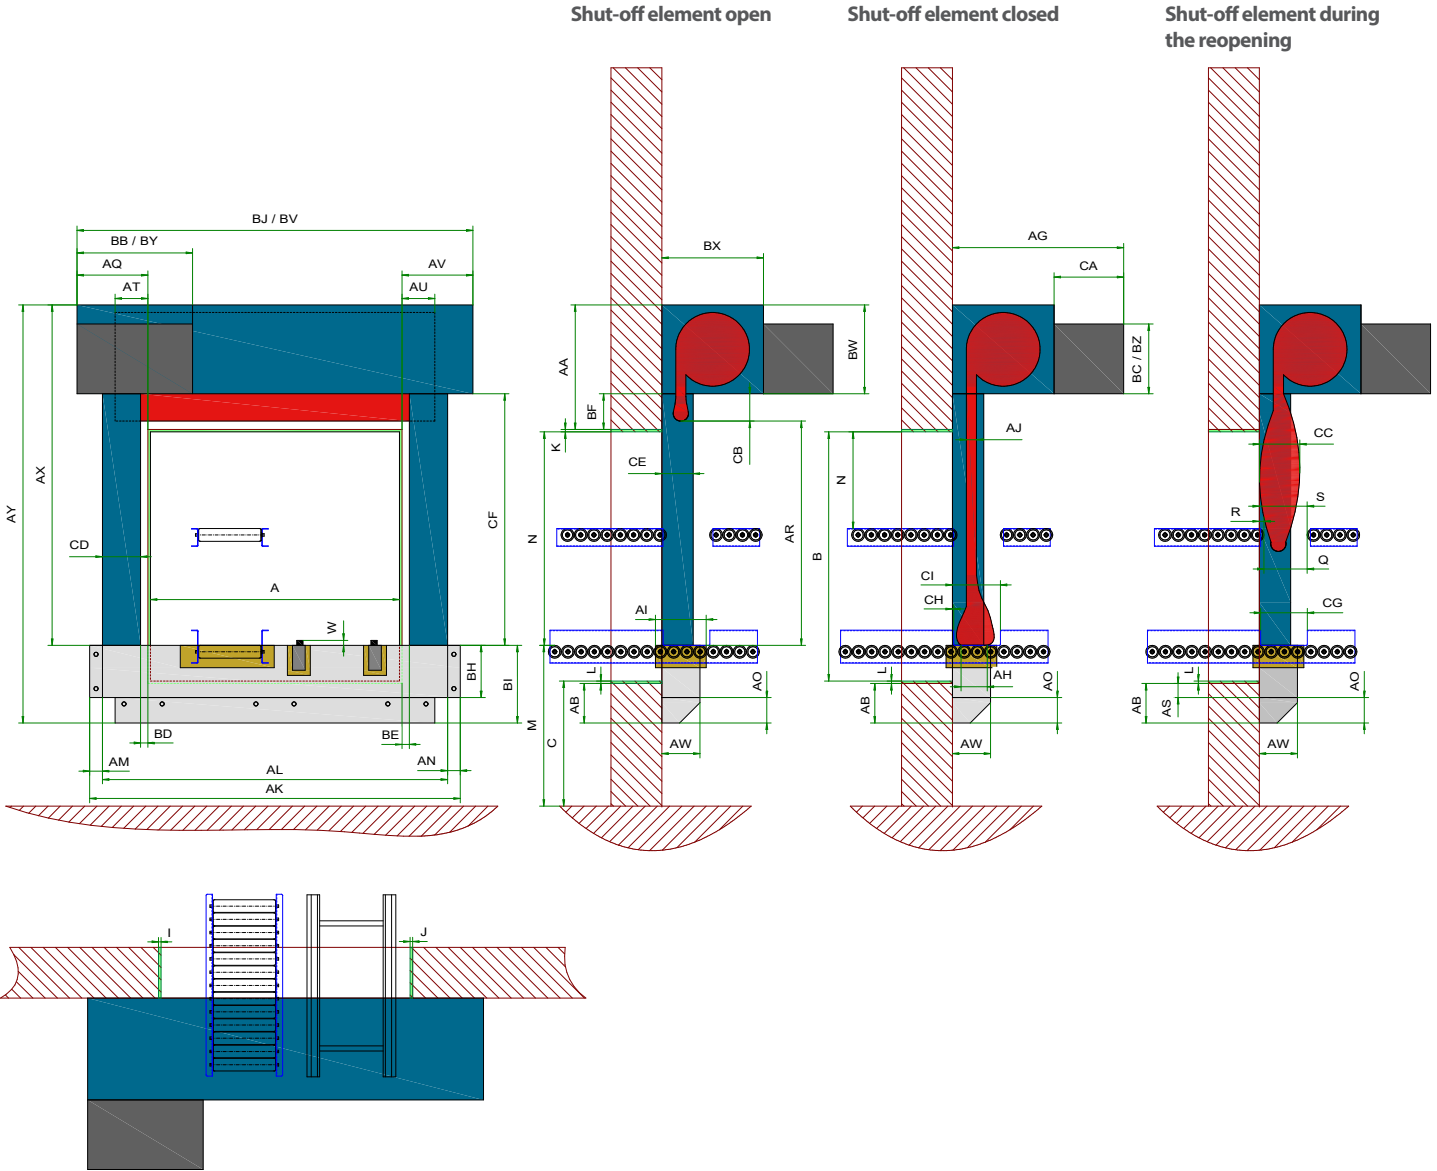 Shut-off element open
Shut-off element closed
Shut-off element during
the reopening
BJ / BV
BB / BY
AQ
AV
AT
AU
AY
AX
CD
CF
A
W
BH
BI
BD
BE
AM
AN
AL
AK
BX
AA
BW
BF
K
CB
CE
N
AR
AI
L
M
C
AB
AO
AW
AG
CA
BC / BZ
AJ
N
B
CI
CH
AH
L
AB
AO
AW
CC
S
R
Q
CG
L
AB
AS
AO
AW
I
J